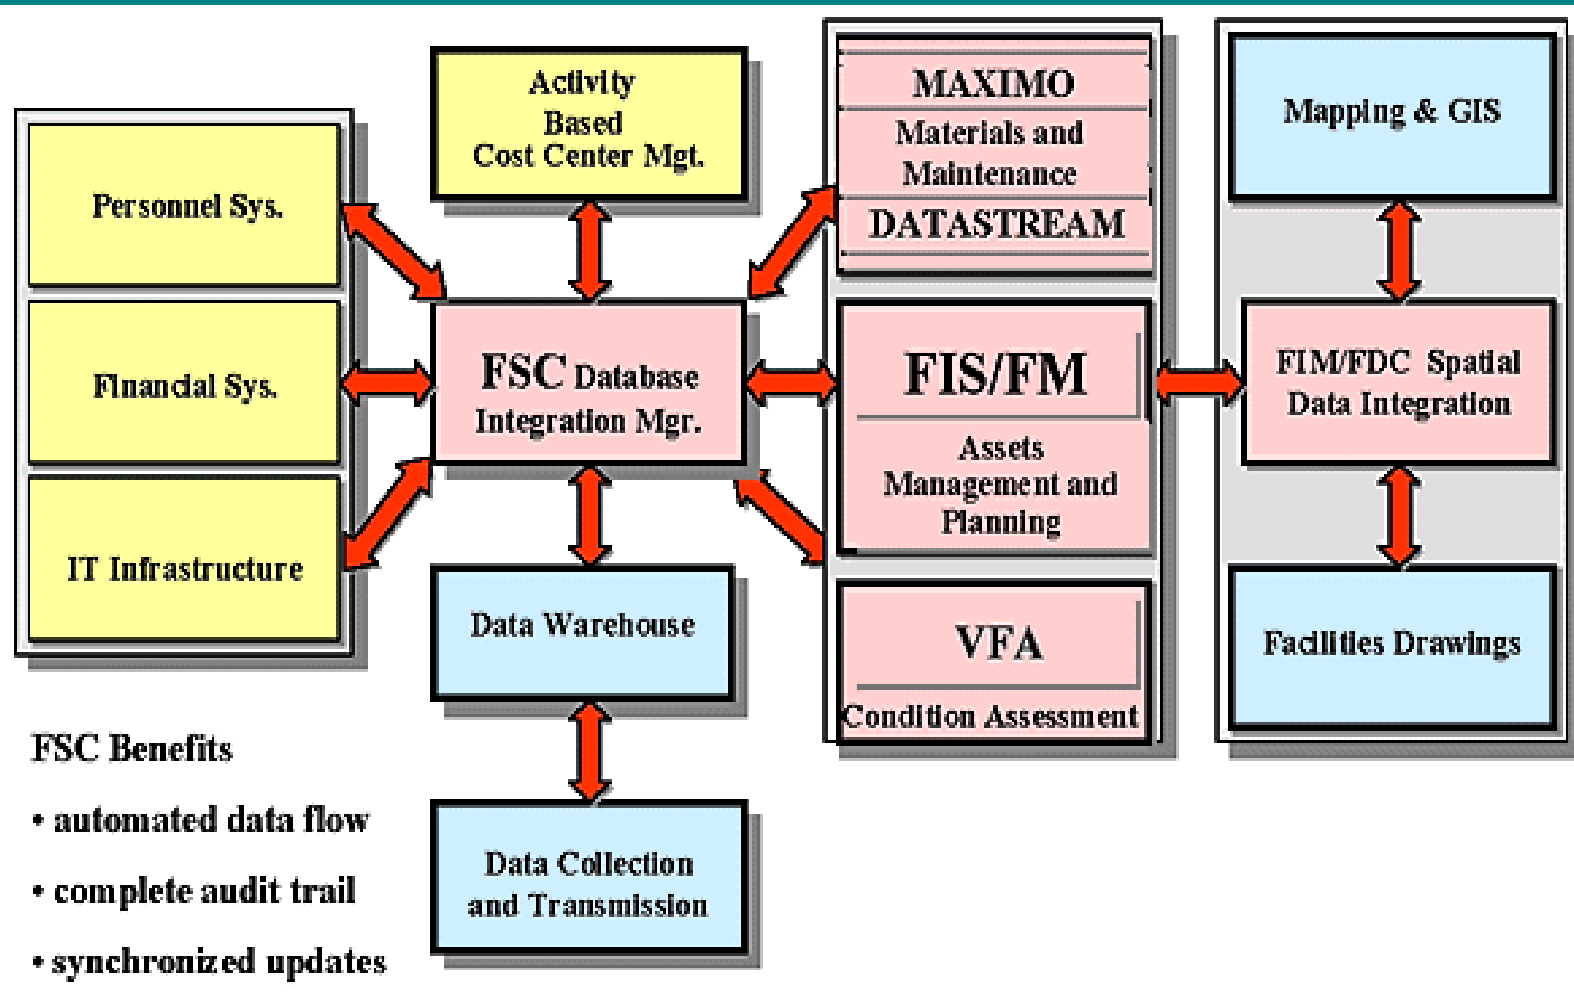 Personnel Sys.
Financial Sys.
IT Infrastructure
Activity
Based
Cost Center Mgt.
FSC Database
Integration Mgr.
Data Warehouse
Data Collection
and Transmission
MAXIMO
Materials and
Maintenance
DATASTREAM
FIS/FM
Assets
Management and
Planning
VFA
Condition Assessment
Mapping & GIS
FIM/FDC Spatial
Data Integration
Facilities Drawings
FSC Benefits
• automated data flow
• complete audit trail
• synchronized updates